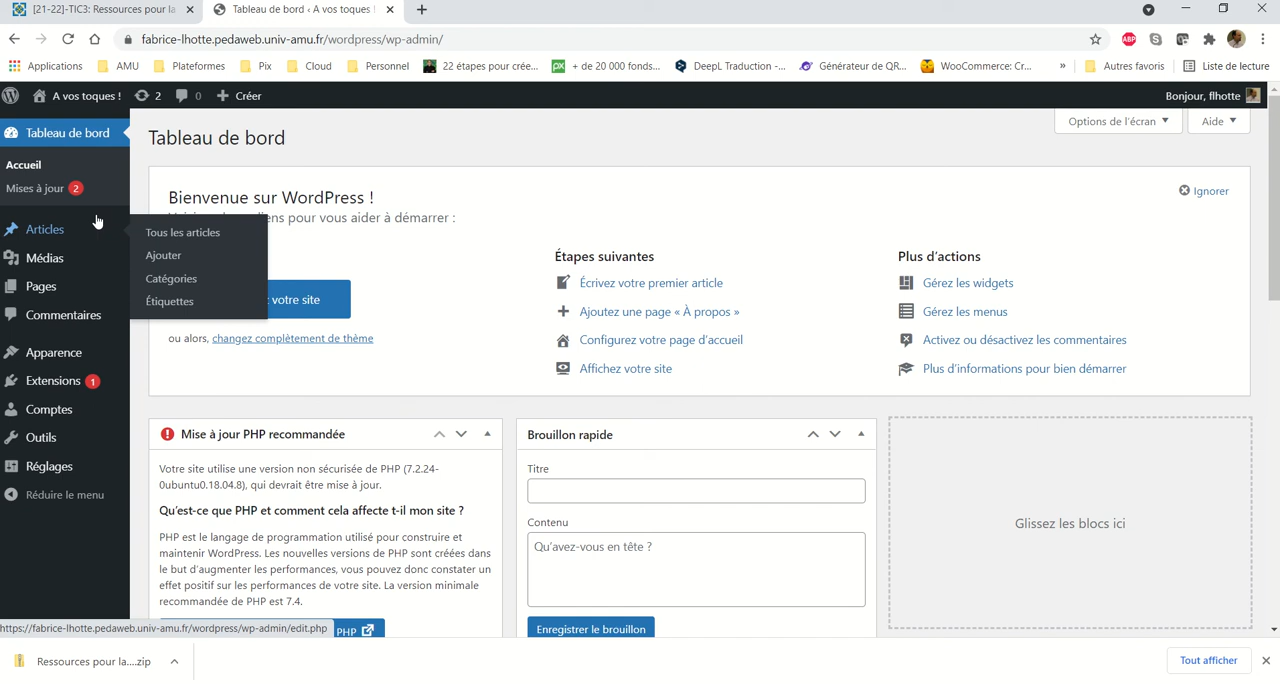 [21-22]-TIC3: Ressources pour la
Tableau de bord ‹ A vos toques !
fabrice-lhotte.pedaweb.univ-amu.fr/wordpress/wp-admin/
ABP
Applications
AMU
Plateformes
Pix
Cloud
Personnel
22 étapes pour crée...
+ de 20 000 fonds...
DeepL Traduction -...
Générateur de QR...
WooCommerce: Cr...
»
Autres favoris
Liste de lecture
A vos toques !
2
0
Créer
Bonjour, flhotte
Tableau de bord
Accueil
Mises à jour 2
Articles
Médias
Pages
Commentaires
Apparence
Extensions 1
Comptes
Outils
Réglages
Réduire le menu
Tous les articles
Ajouter
Catégories
Étiquettes
Tableau de bord
Options de l'écran
Aide
Bienvenue sur WordPress !
Ignorer
ens pour vous aider à démarrer :
votre site
ou alors, changez complètement de thème
Étapes suivantes
Écrivez votre premier article
Ajoutez une page « À propos »
Configurez votre page d'accueil
Affichez votre site
Plus d'actions
Gérez les widgets
Gérez les menus
Activez ou désactivez les commentaires
Plus d'informations pour bien démarrer
Mise à jour PHP recommandée
Votre site utilise une version non sécurisée de PHP (7.2.24-
0ubuntu0.18.04.8), qui devrait être mise à jour.
Qu'est-ce que PHP et comment cela affecte t-il mon site ?
PHP est le langage de programmation utilisé pour construire et
maintenir WordPress. Les nouvelles versions de PHP sont créées dans
le but d'augmenter les performances, vous pouvez donc constater un
effet positif sur les performances de votre site. La version minimale
recommandée de PHP est 7.4.
PHP
Brouillon rapide
Titre
Contenu
Qu'avez-vous en tête ?
Enregistrer le brouillon
Glissez les blocs ici
https://fabrice-lhotte.pedaweb.univ-amu.fr/wordpress/wp-admin/edit.php
Ressources pour la....zip
Tout afficher